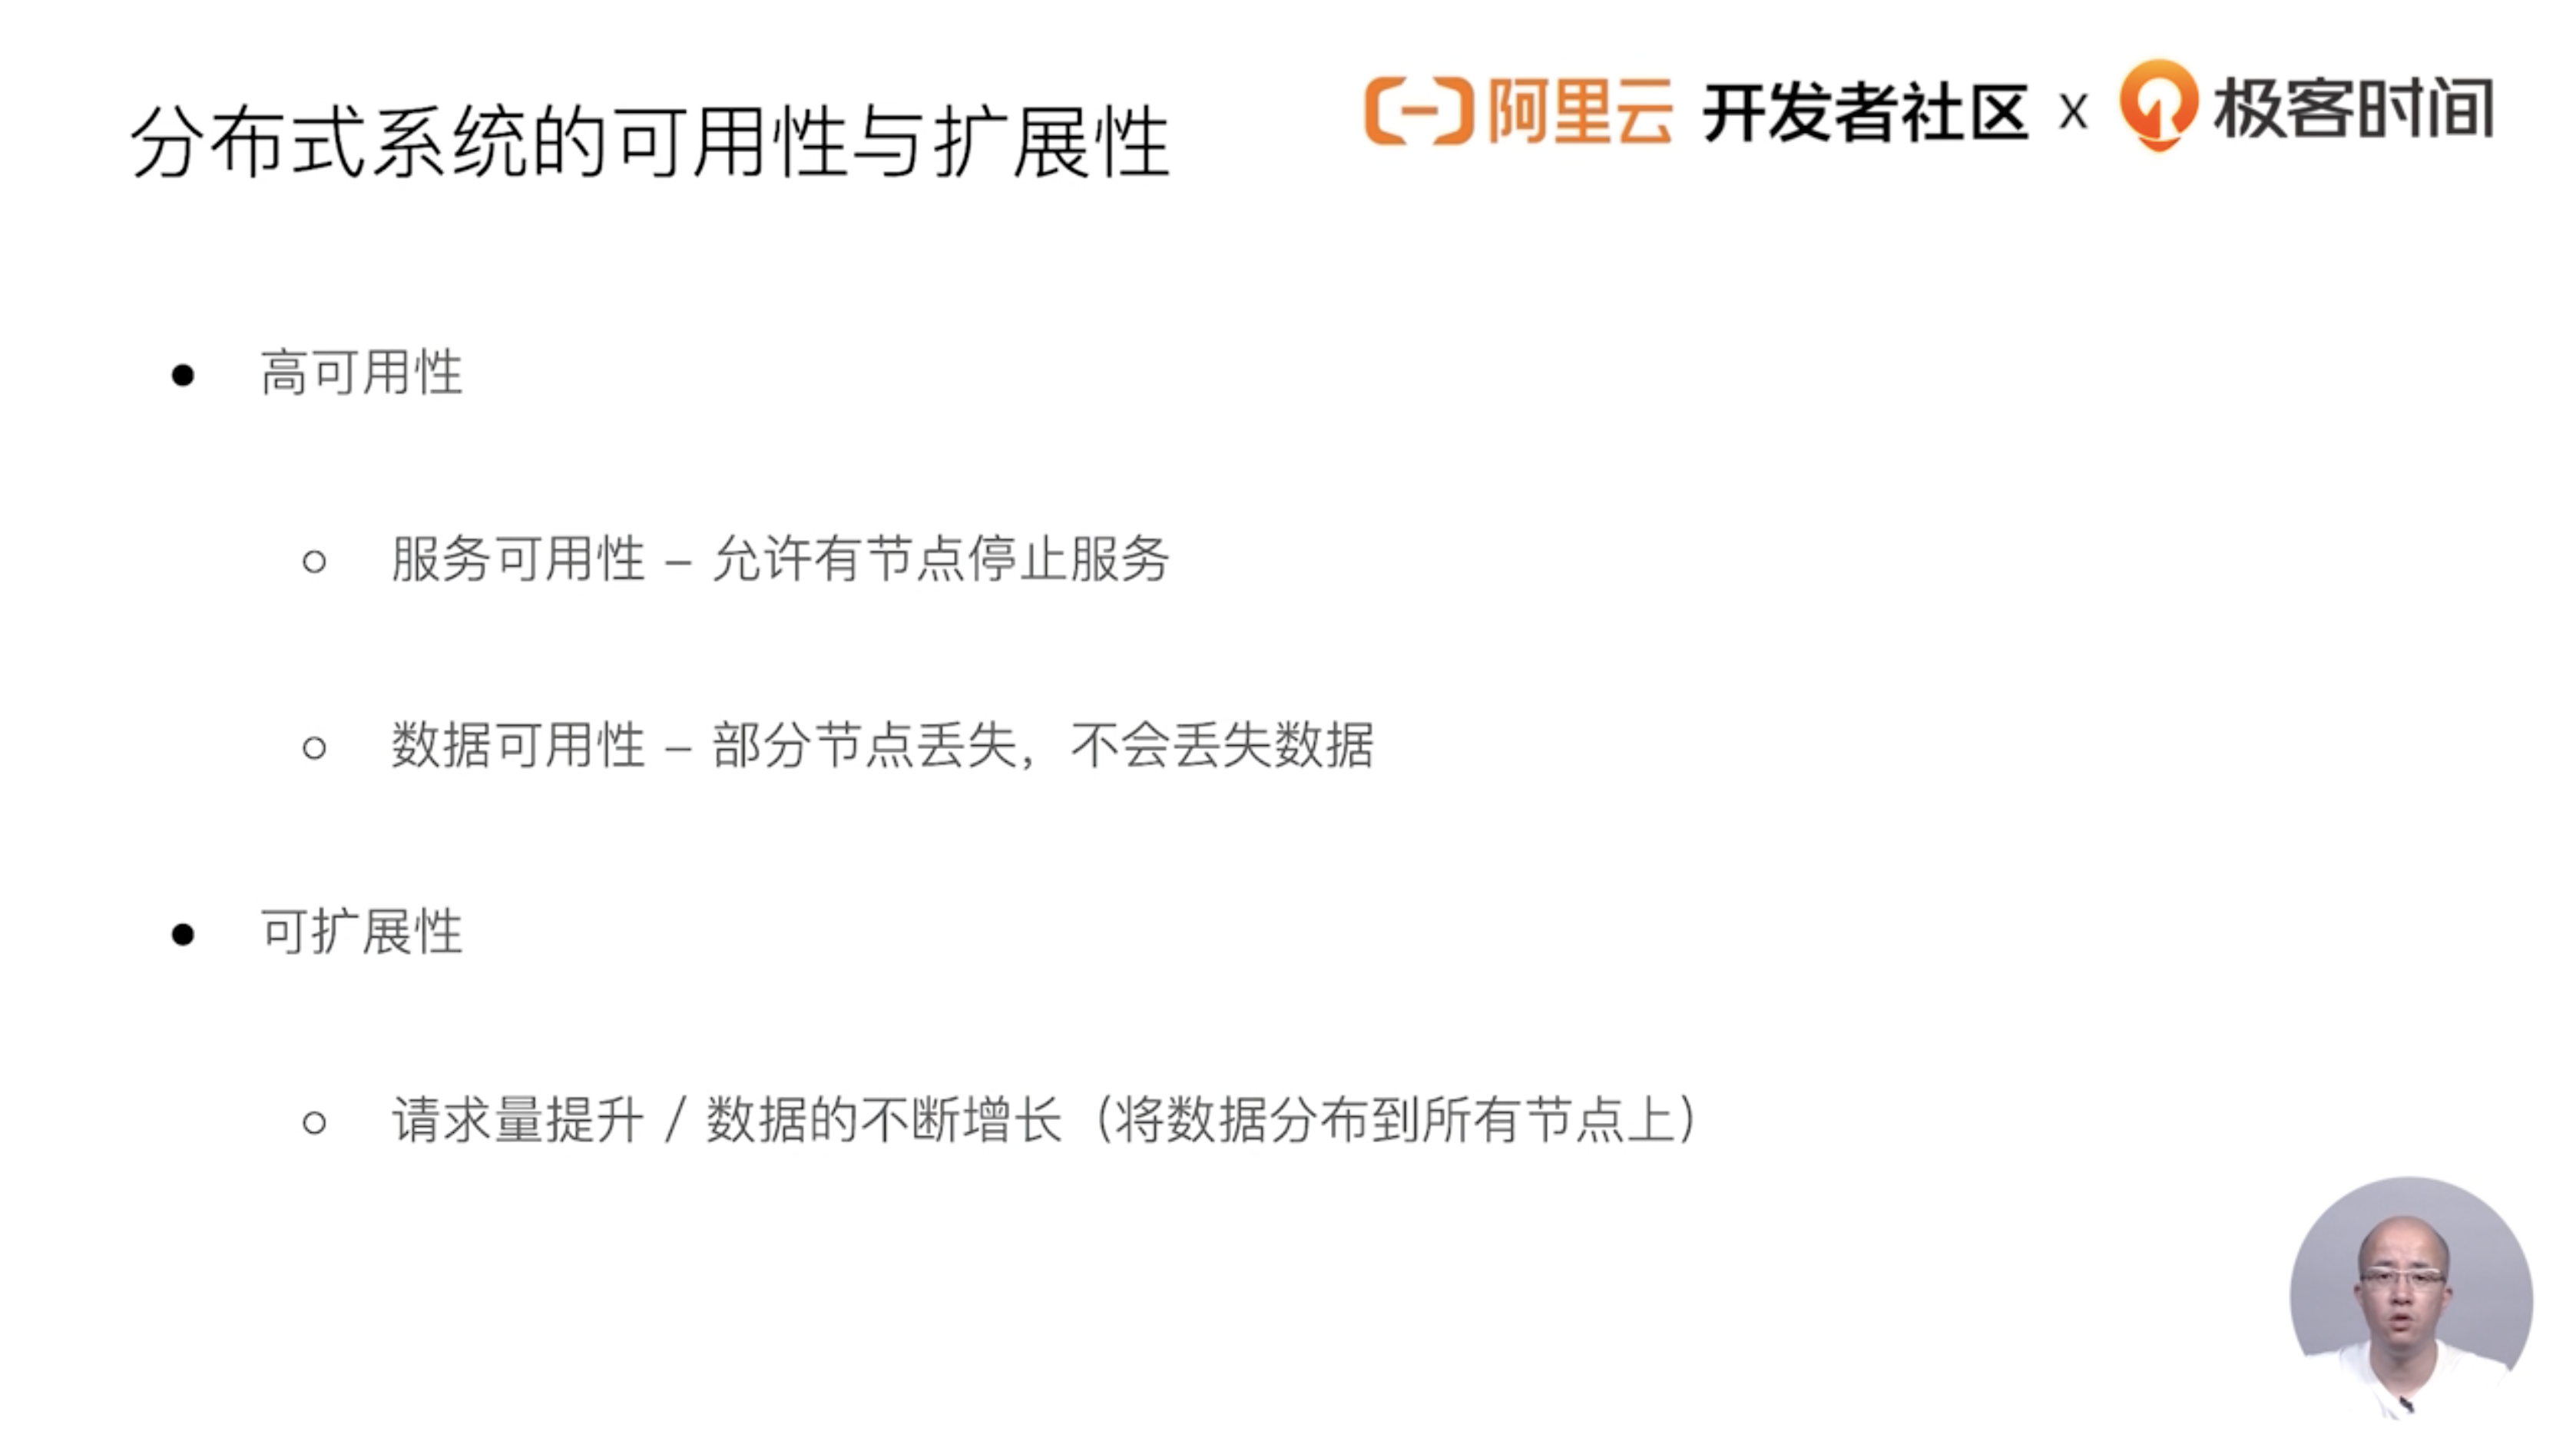 分布式系统的可用性与扩展性
阿里云 开发者社区 x 极客时间
● 高可用性
○ 服务可用性 – 允许有节点停止服务
○ 数据可用性 – 部分节点丢失，不会丢失数据
● 可扩展性
○ 请求量提升 / 数据的不断增长（将数据分布到所有节点上）